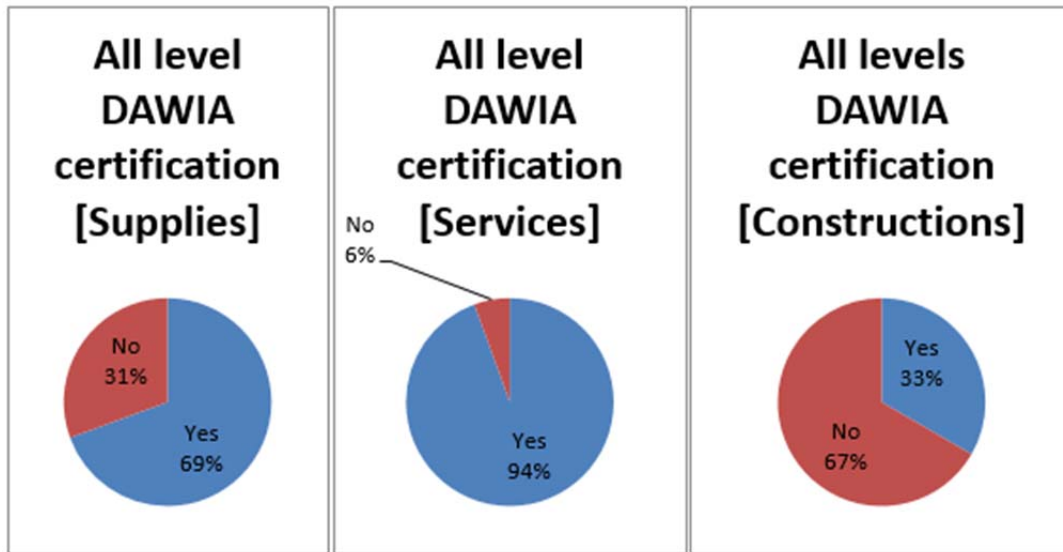 All level
DAWIA
certification
[Supplies]
No
31%
Yes
69%
All level
DAWIA
certification
[Services]
No
6%
Yes
94%
All levels
DAWIA
certification
[Constructions]
Yes
33%
No
67%